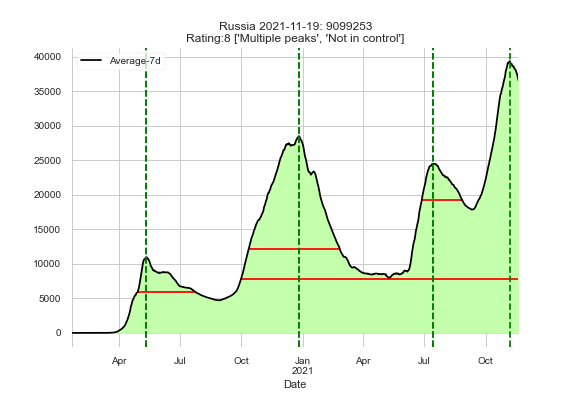 Russia 2021-11-19: 9099253
Rating:8 ['Multiple peaks', 'Not in control']
Average-7d
40000
35000
30000
25000
20000
15000
10000
5000
0
Apr Jul Oct Jan Apr Jul Oct
2021
Date